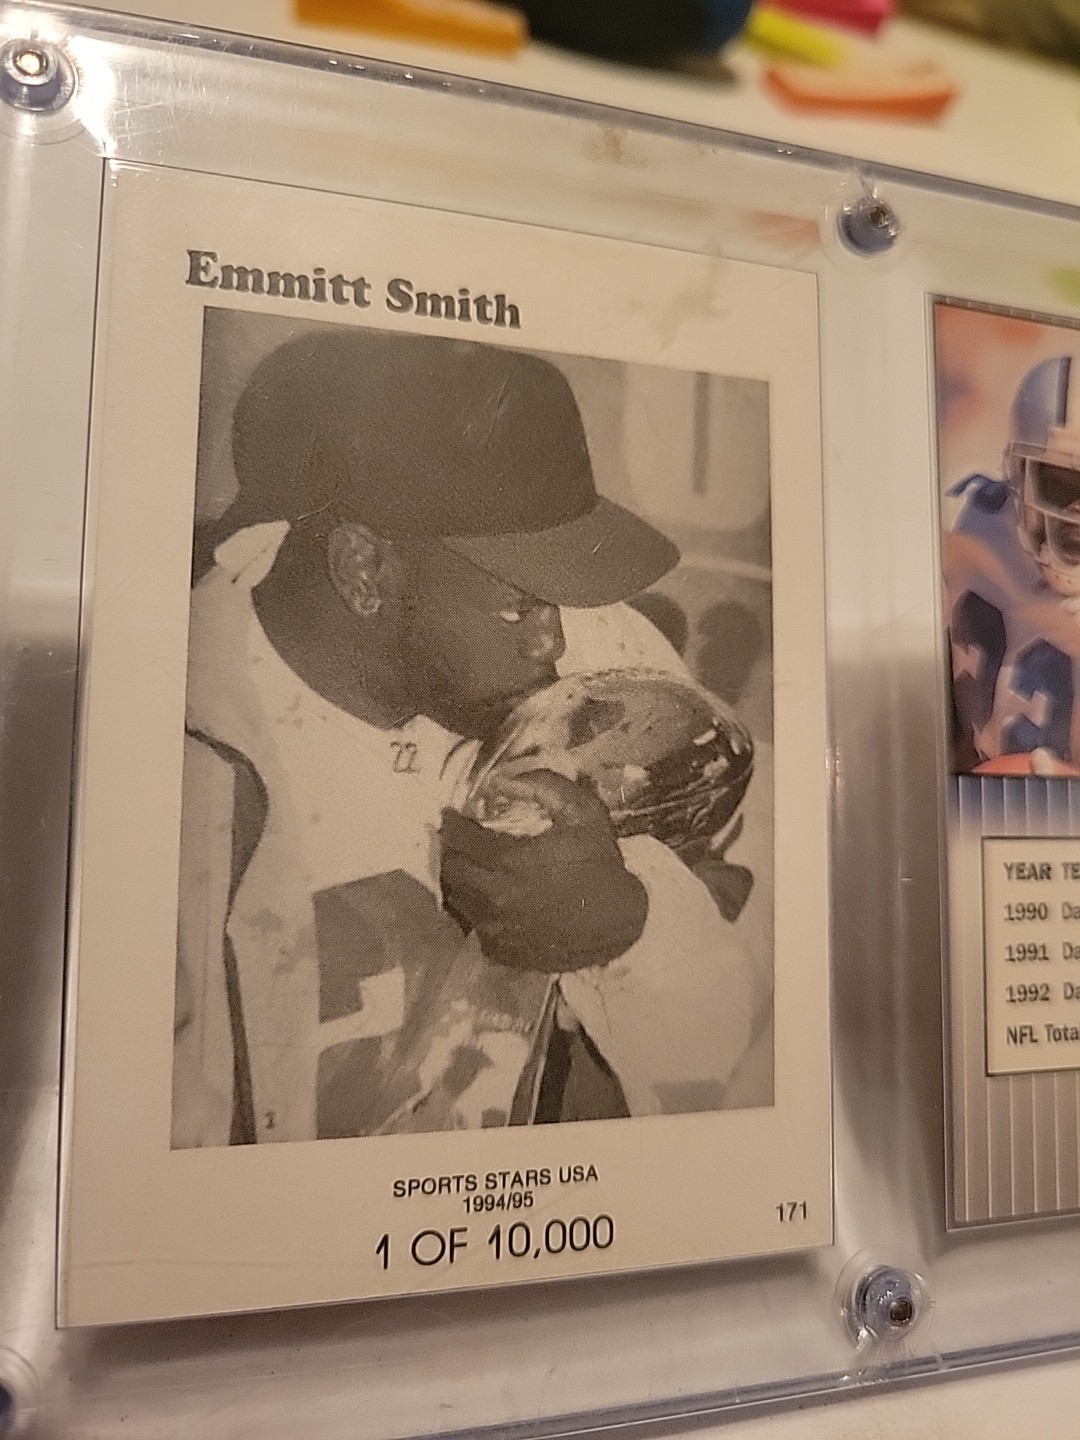 Emmitt Smith
22
SPORTS STARS USA
1994/95
1 OF 10,000
171
YEAR
1990
1991
1992
NFL